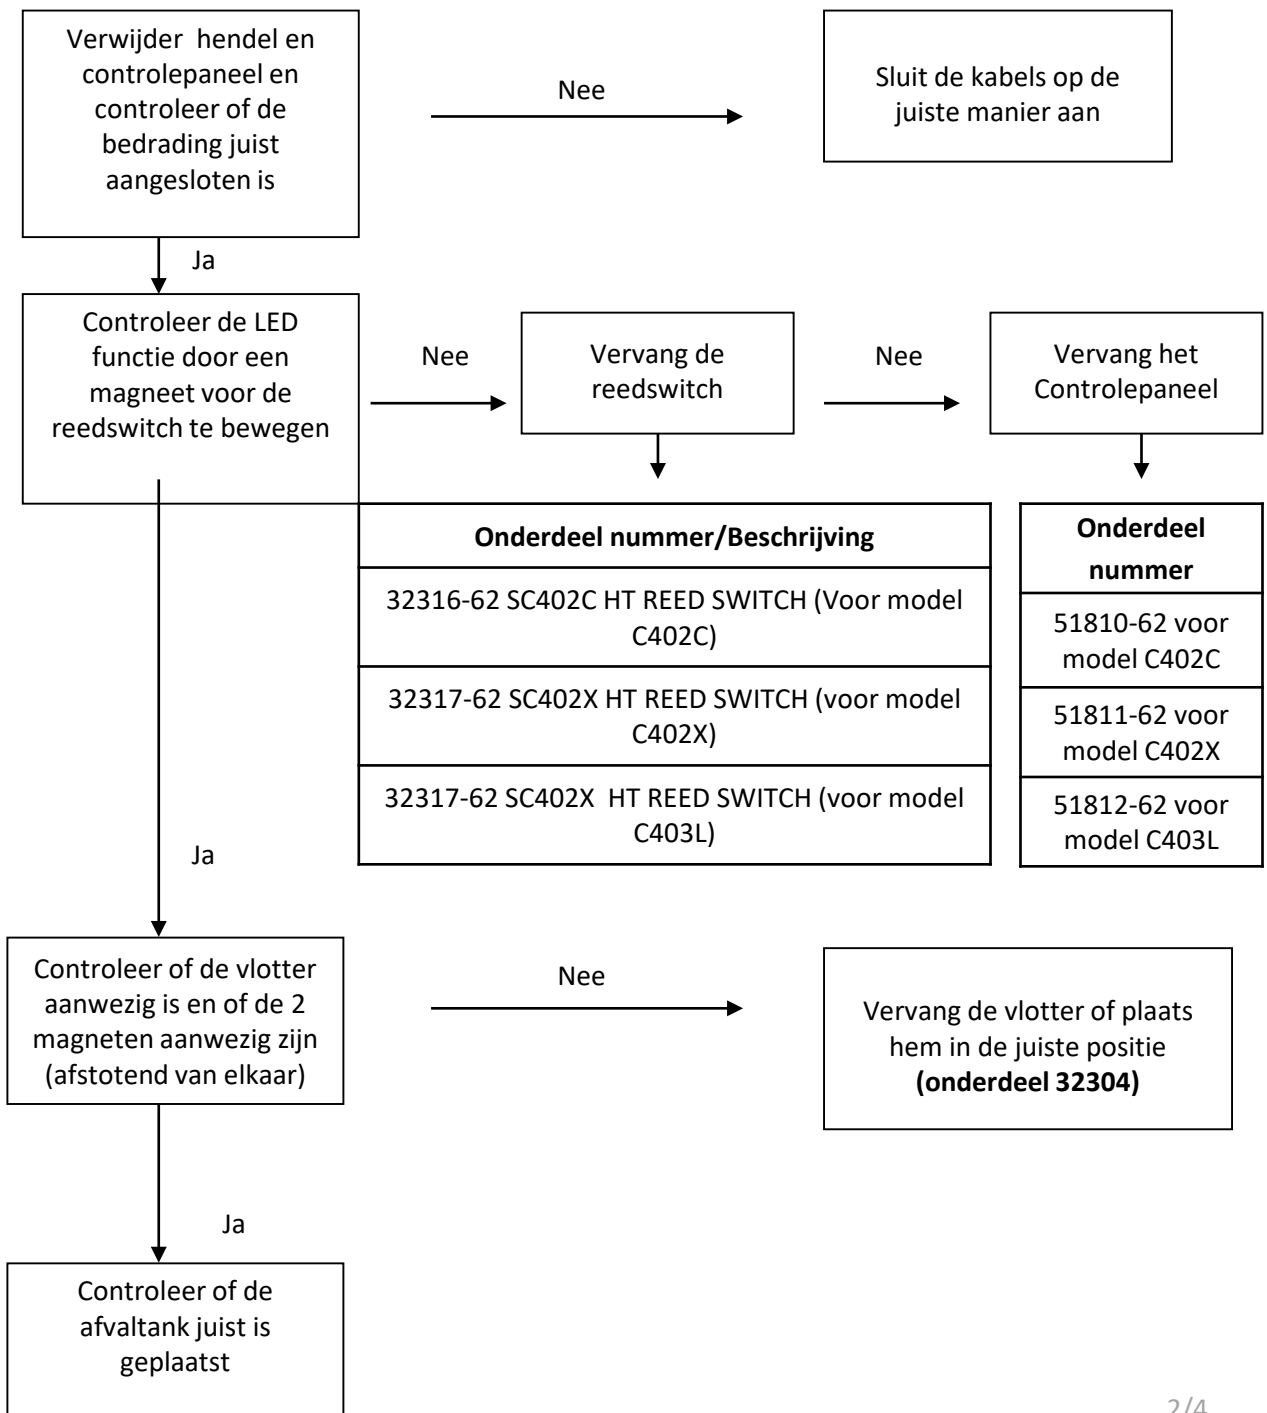 Verwijder hendel en
controlepaneel en
controleer of de
bedrading juist
aangesloten is
Nee
Sluit de kabels op de
juiste manier aan
Ja
Controleer de LED
functie door een
magneet voor de
reedswitch te bewegen
Nee
Vervang de
reedswitch
Nee
Vervang het
Controlepaneel
Onderdeel nummer/Beschrijving
32316-62 SC402C HT REED SWITCH (Voor model
C402C)
32317-62 SC402X HT REED SWITCH (voor model
C402X)
32317-62 SC402X HT REED SWITCH (voor model
C403L)
Onderdeel
nummer
51810-62 voor
model C402C
51811-62 voor
model C402X
51812-62 voor
model C403L
Ja
Controleer of de vlotter
aanwezig is en of de 2
magneten aanwezig zijn
(afstotend van elkaar)
Nee
Vervang de vlotter of plaats
hem in de juiste positie
(onderdeel 32304)
Ja
Controleer of de
afvaltank juist is
geplaatst
2/4